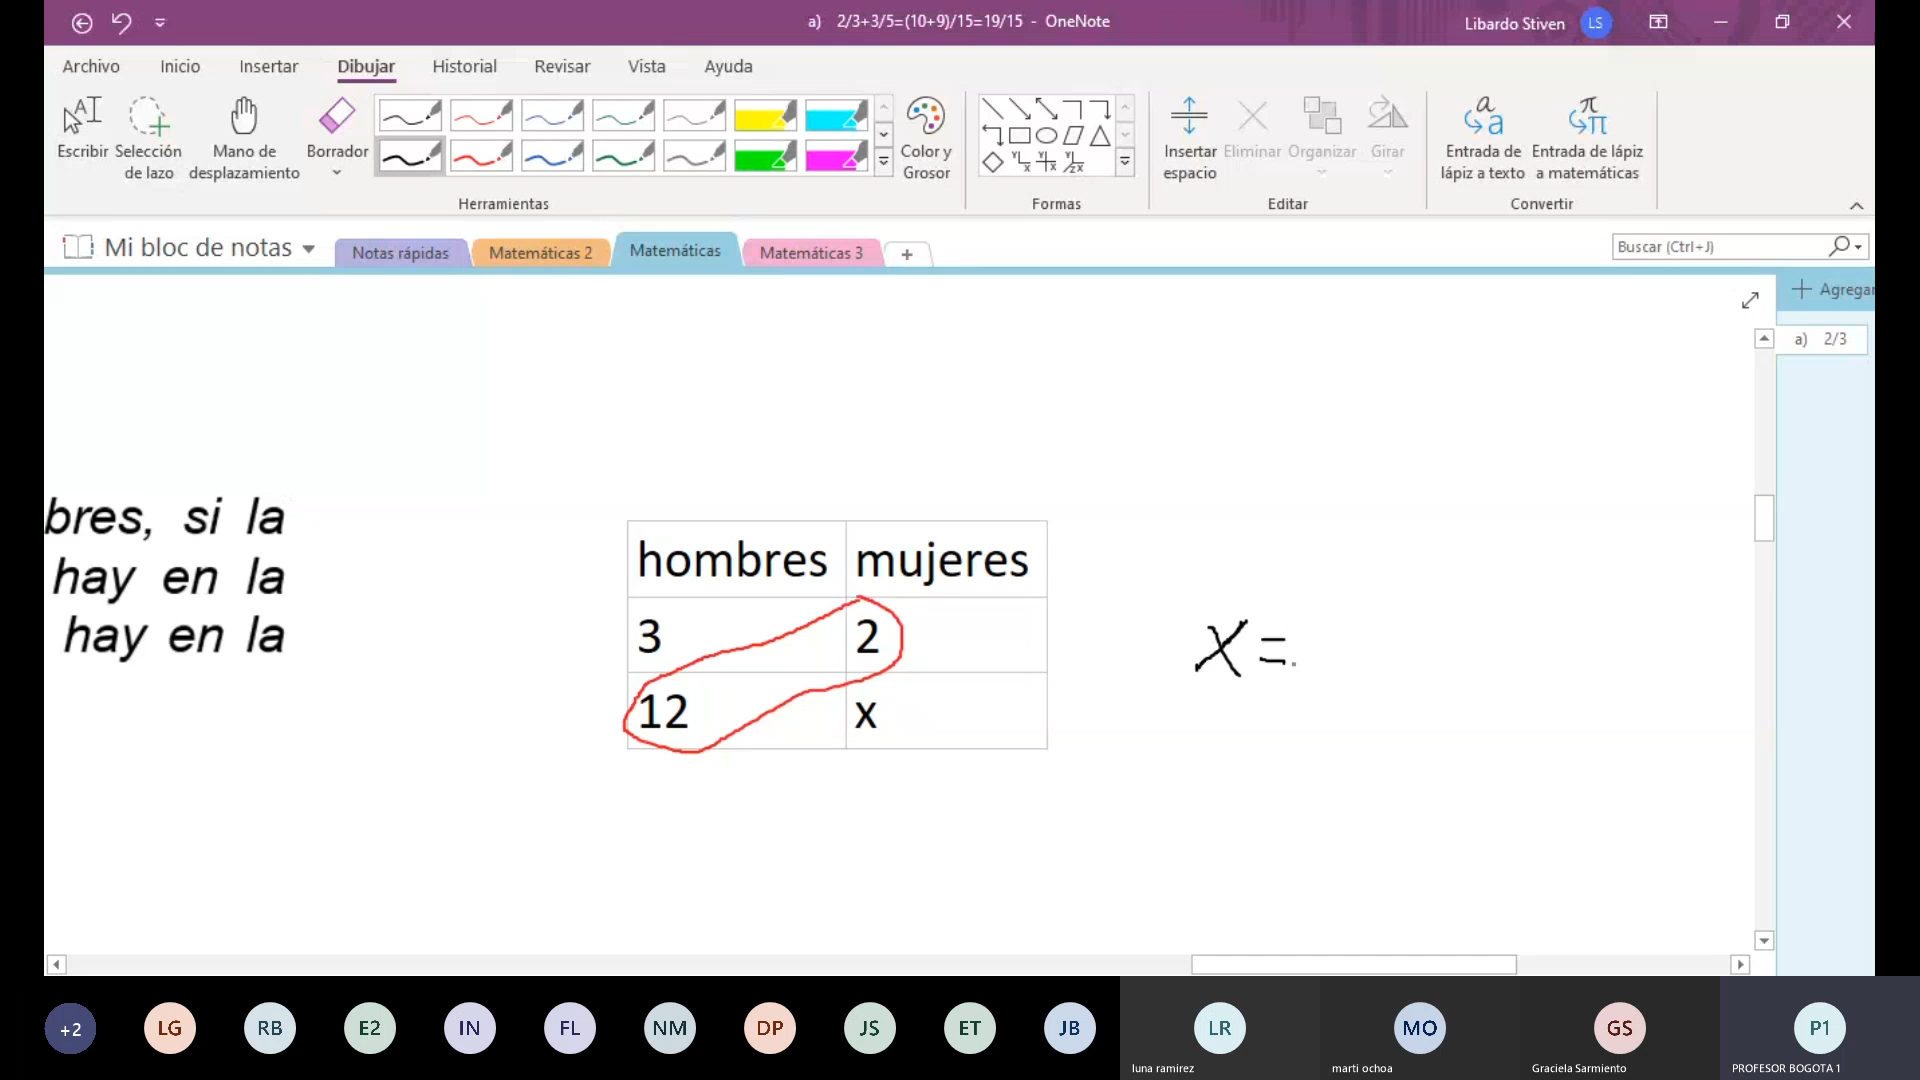 a) 2/3+3/5=(10+9)/15=19/15 - OneNote
Libardo Stiven LS
Archivo Inicio Insertar Dibujar Historial Revisar Vista Ayuda
Escribir
Selección de lazo
Mano de desplazamiento
Borrador
Color y Grosor
Insertar espacio
Eliminar
Organizar
Girar
Entrada de lápiz a texto
Entrada de lápiz a matemáticas
Herramientas Formas Editar Convertir
Mi bloc de notas
Notas rápidas Matemáticas 2 Matemáticas Matemáticas 3 +
Buscar (Ctrl+J)
Agregar
a) 2/3
bres, si la
hay en la
hay en la
hombres mujeres
3 2
12 x
X=
+2 LG RB E2 IN FL NM DP JS ET JB LR MO GS P1
luna ramirez marti ochoa Graciela Sarmiento PROFESOR BOGOTA 1